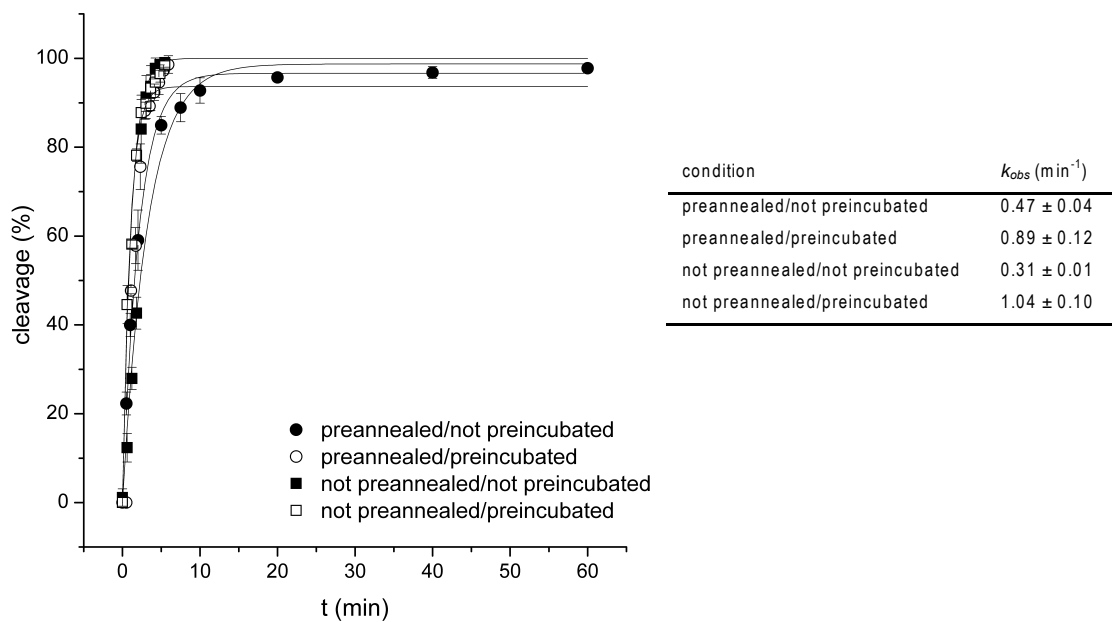 100
80
60
40
20
0
cleavage (%)
0 10 20 30 40 50 60
t (min)
preannealed/not preincubated
preannealed/preincubated
not preannealed/not preincubated
not preannealed/preincubated
condition k_obs (min⁻¹)
preannealed/not preincubated 0.47 ± 0.04
preannealed/preincubated 0.89 ± 0.12
not preannealed/not preincubated 0.31 ± 0.01
not preannealed/preincubated 1.04 ± 0.10